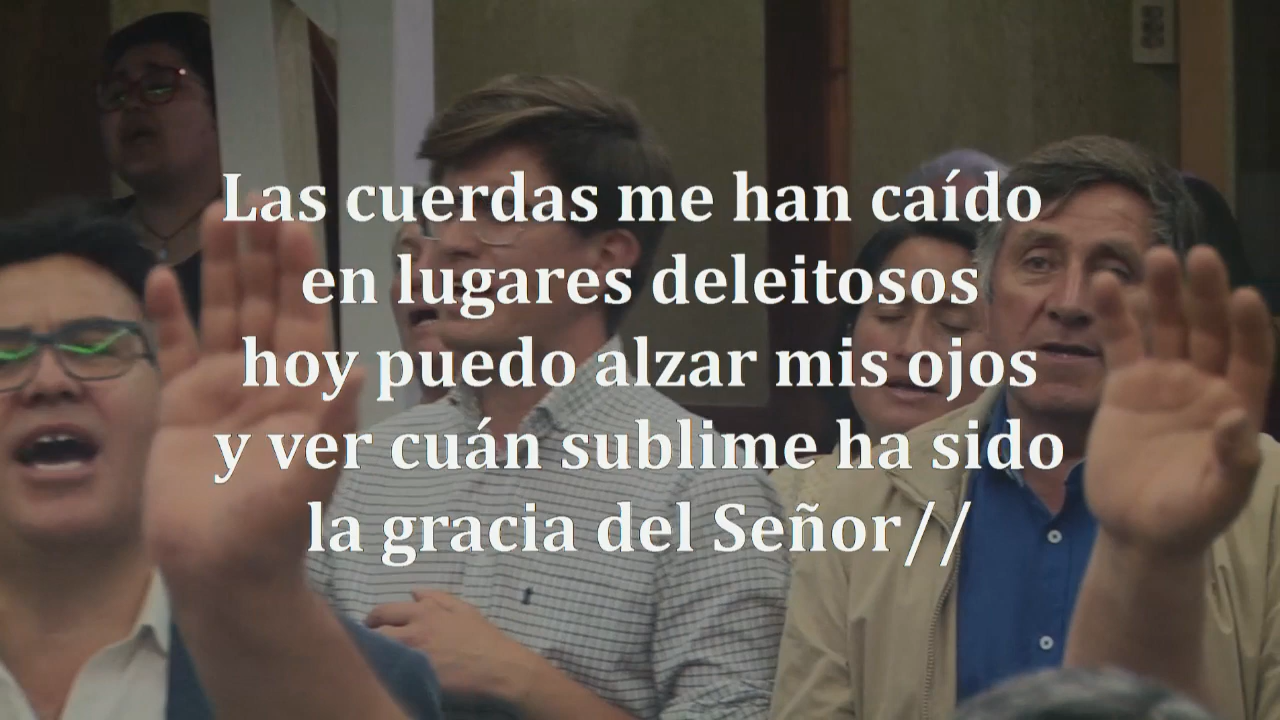 Las cuerdas me han caído
en lugares deleitosos
hoy puedo alzar mis ojos
y ver cuán sublime ha sido
la gracia del Señor//